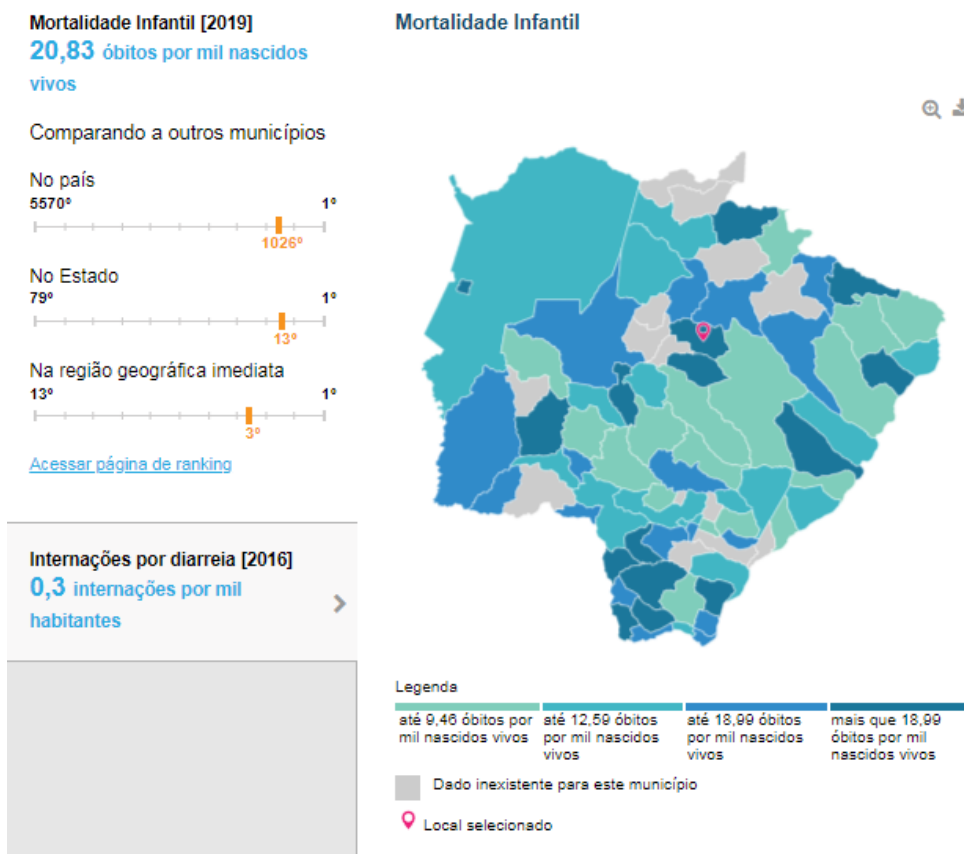 Mortalidade Infantil [2019]
20,83 óbitos por mil nascidos
vivos
Comparando a outros municípios
No país
5570º 1º
1026º
No Estado
79º 1º
13º
Na região geográfica imediata
13º 1º
3º
Acessar página de ranking
Internações por diarreia [2016]
0,3 internações por mil
habitantes
Mortalidade Infantil
Legenda
até 9,46 óbitos por
mil nascidos vivos
até 12,59 óbitos
por mil nascidos
vivos
até 18,99 óbitos
por mil nascidos
vivos
mais que 18,99
óbitos por mil
nascidos vivos
Dado inexistente para este município
Local selecionado